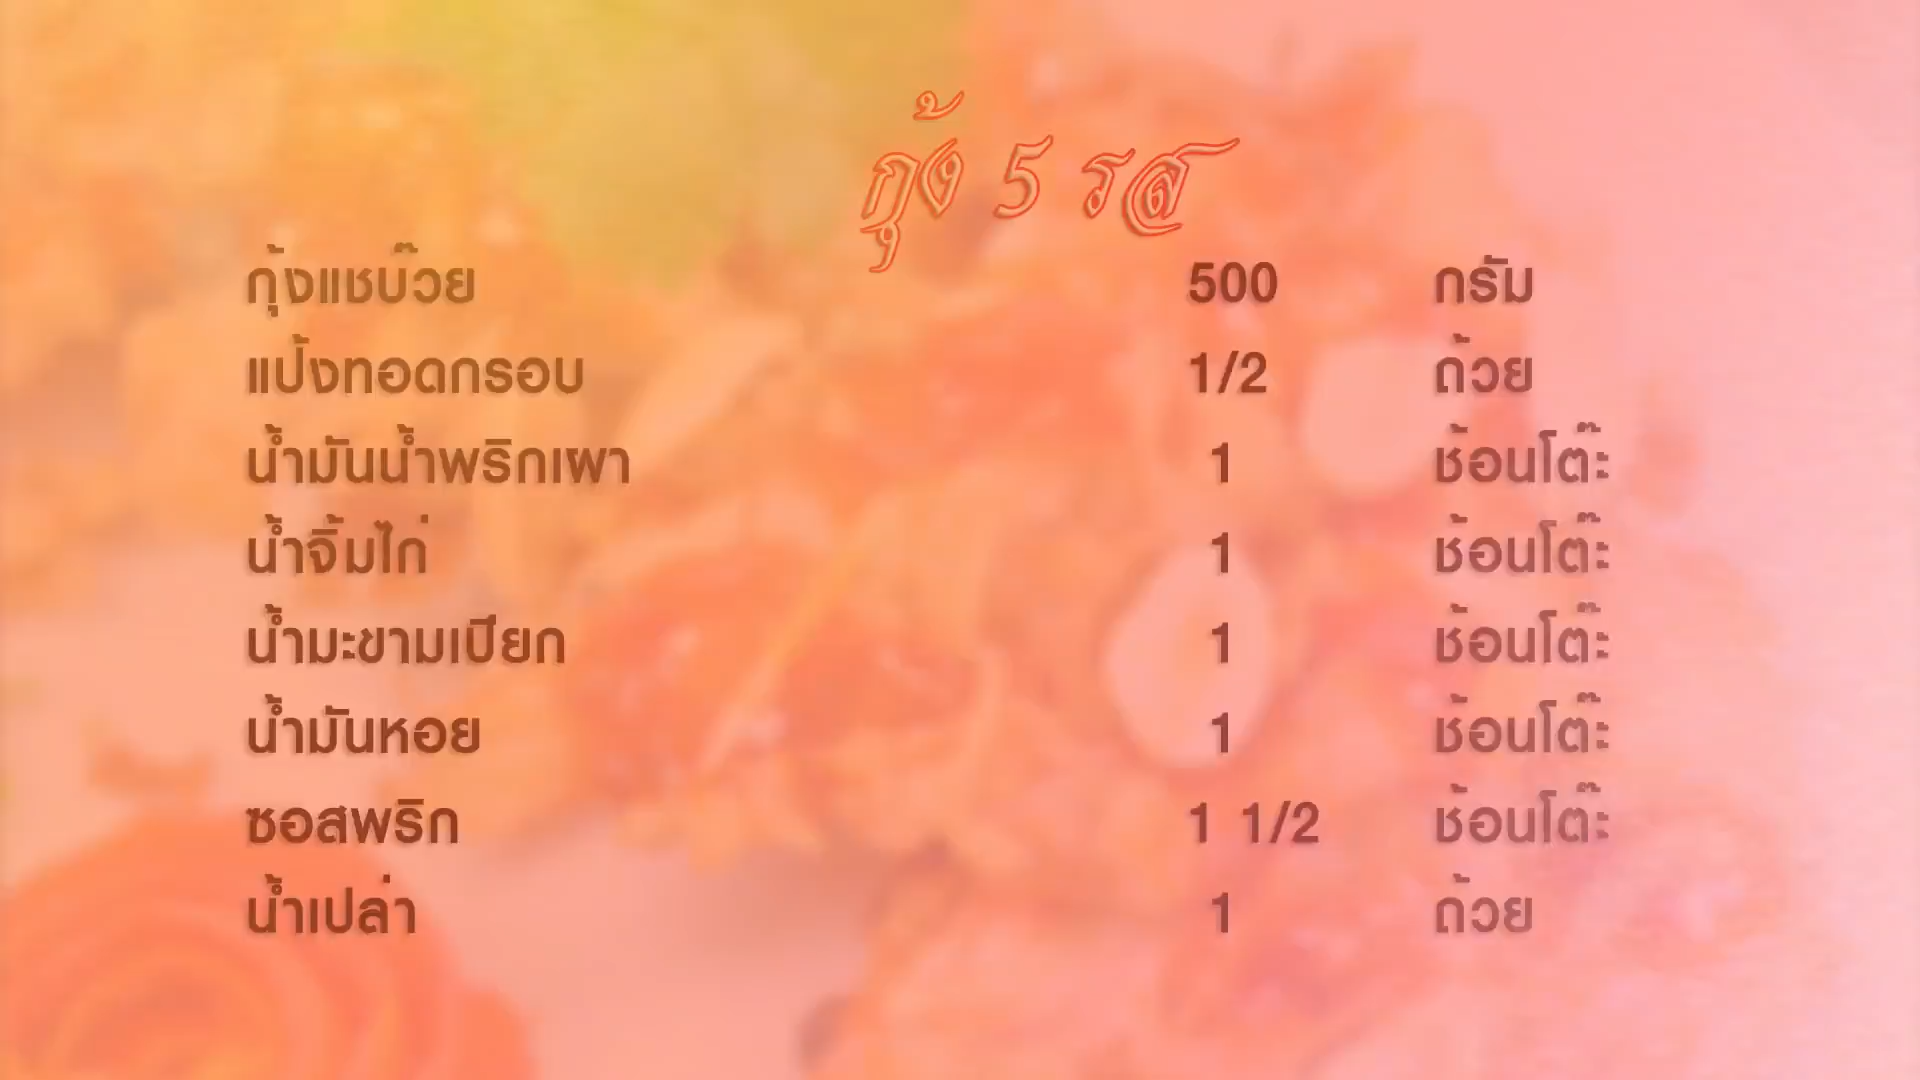 กุ้ง 5 รส
กุ้งแชบ๊วย 500 กรัม
แป้งทอดกรอบ 1/2 ถ้วย
น้ำมันน้ำพริกเผา 1 ช้อนโต๊ะ
น้ำจิ้มไก่ 1 ช้อนโต๊ะ
น้ำมะขามเปียก 1 ช้อนโต๊ะ
น้ำมันหอย 1 ช้อนโต๊ะ
ซอสพริก 1 1/2 ช้อนโต๊ะ
น้ำเปล่า 1 ถ้วย